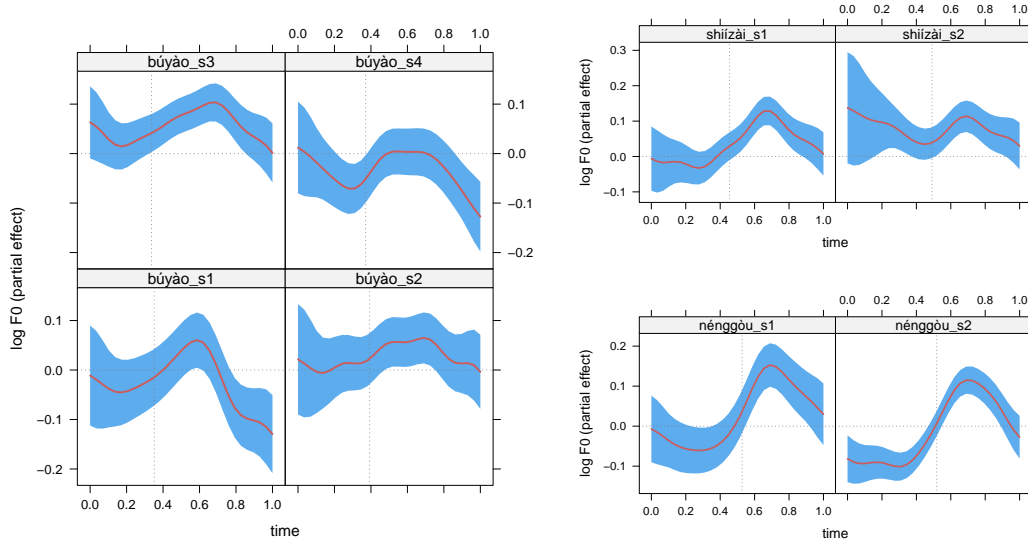 0.0 0.2 0.4 0.6 0.8 1.0
búyào_s3 búyào_s4
0.1
0.0
−0.1
−0.2
búyào_s1 búyào_s2
0.1
0.0
−0.1
−0.2
0.0 0.2 0.4 0.6 0.8 1.0
time
log F0 (partial effect)
0.0 0.2 0.4 0.6 0.8 1.0
shiízài_s1 shiízài_s2
0.3
0.2
0.1
0.0
−0.1
0.0 0.2 0.4 0.6 0.8 1.0
time
log F0 (partial effect)
0.0 0.2 0.4 0.6 0.8 1.0
nénggòu_s1 nénggòu_s2
0.2
0.1
0.0
−0.1
0.0 0.2 0.4 0.6 0.8 1.0
time
log F0 (partial effect)